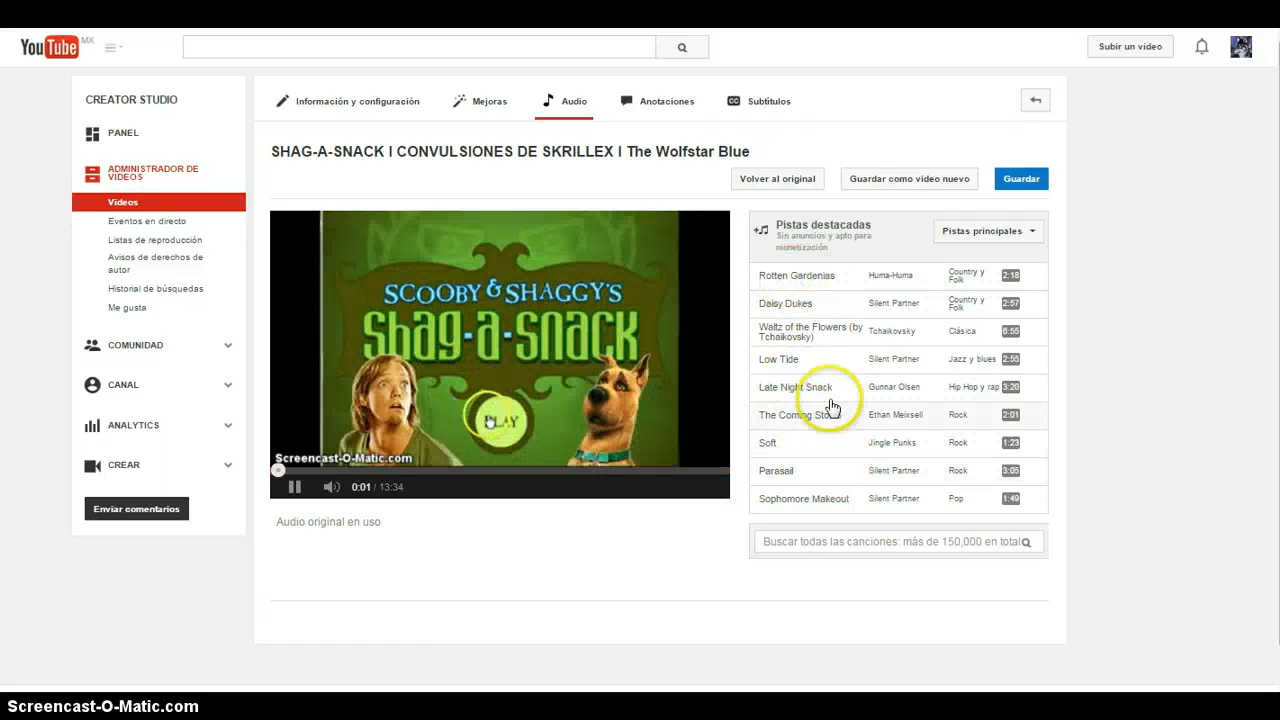 YouTube MX
Subir un video
CREATOR STUDIO
PANEL
ADMINISTRADOR DE
VIDEOS
Videos
Eventos en directo
Listas de reproducción
Avisos de derechos de
autor
Historial de búsquedas
Me gusta
COMUNIDAD
CANAL
ANALYTICS
CREAR
Enviar comentarios
Información y configuración
Mejoras
Audio
Anotaciones
CC Subtítulos
SHAG-A-SNACK I CONVULSIONES DE SKRILLEX I The Wolfstar Blue
Volver al original
Guardar como video nuevo
Guardar
SCOOBY & SHAGGY'S
shag-a-snack
PLAY
Screencast-O-Matic.com
0:01 / 13:34
Audio original en uso
Pistas destacadas
Sin anuncios y apto para
monetización
Pistas principales
Rotten Gardenias Huma-Huma Country y Folk 2:18
Daisy Dukes Silent Partner Country y Folk 2:57
Waltz of the Flowers (by Tchaikovsky) Tchaikovsky Clásica 6:55
Low Tide Silent Partner Jazz y blues 2:55
Late Night Snack Gunnar Olsen Hip Hop y rap 3:20
The Coming Ethan Meixsell Rock 2:01
Soft Jingle Punks Rock 1:23
Parasail Silent Partner Rock 3:05
Sophomore Makeout Silent Partner Pop 1:49
Buscar todas las canciones: más de 150,000 en total
Screencast-O-Matic.com